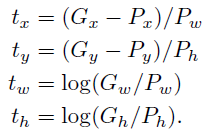 t_x = (G_x − P_x)/P_w
t_y = (G_y − P_y)/P_h
t_w = log(G_w/P_w)
t_h = log(G_h/P_h).